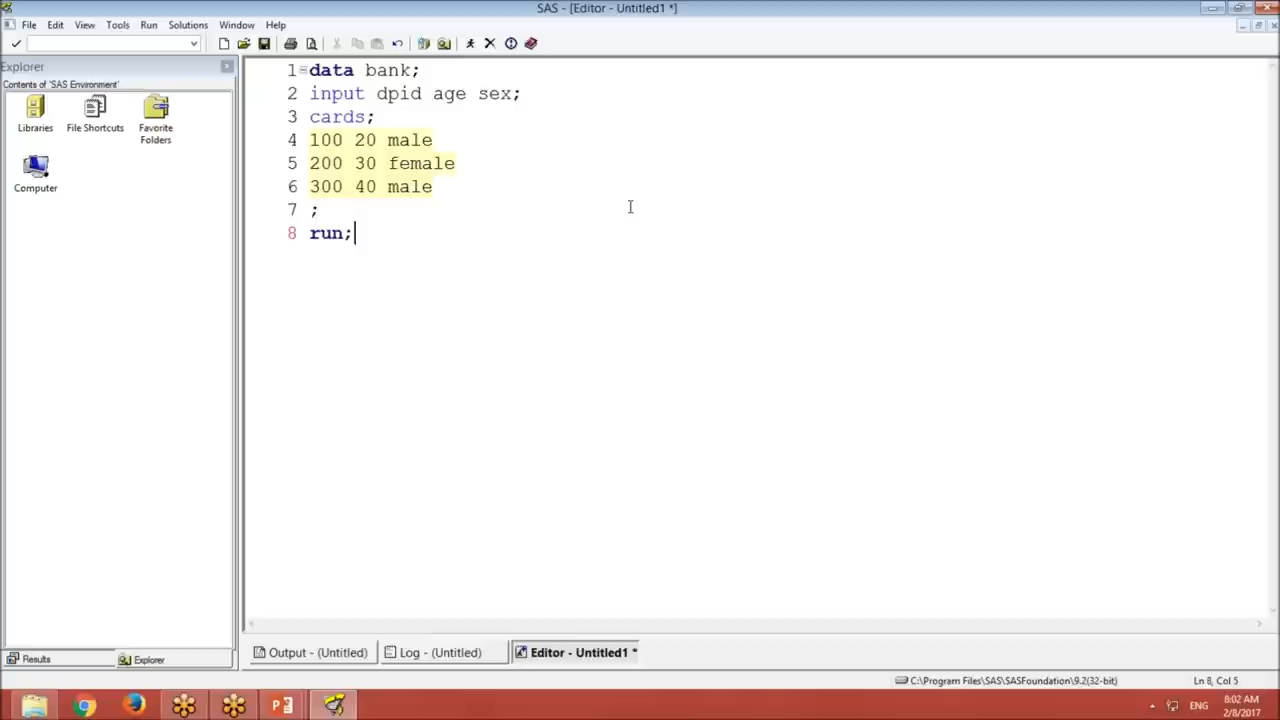 SAS - [Editor - Untitled1 *]
File Edit View Tools Run Solutions Window Help
Explorer
Contents of 'SAS Environment'
Libraries
File Shortcuts
Favorite Folders
Computer
1 data bank;
2 input dpid age sex;
3 cards;
4 100 20 male
5 200 30 female
6 300 40 male
7 ;
8 run;
Results
Explorer
Output - (Untitled)
Log - (Untitled)
Editor - Untitled1 *
C:\Program Files\SAS\SASFoundation\9.2(32-bit)
Ln 8, Col 5
P
ENG
8:02 AM
2/8/2017